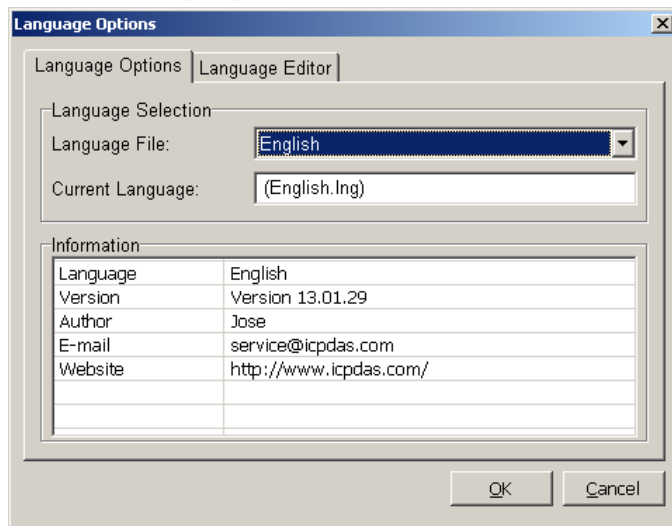 Language Options
Language Options Language Editor
Language Selection
Language File: English
Current Language: (English.lng)
Information
Language English
Version Version 13.01.29
Author Jose
E-mail service@icpdas.com
Website http://www.icpdas.com/
OK Cancel